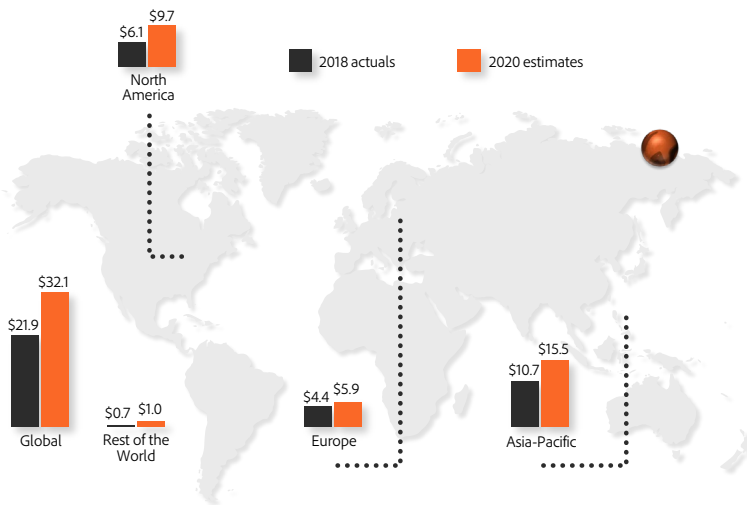 $6.1 $9.7
North
America
2018 actuals
2020 estimates
$21.9 $32.1
Global
$0.7 $1.0
Rest of the
World
$4.4 $5.9
Europe
$10.7 $15.5
Asia-Pacific